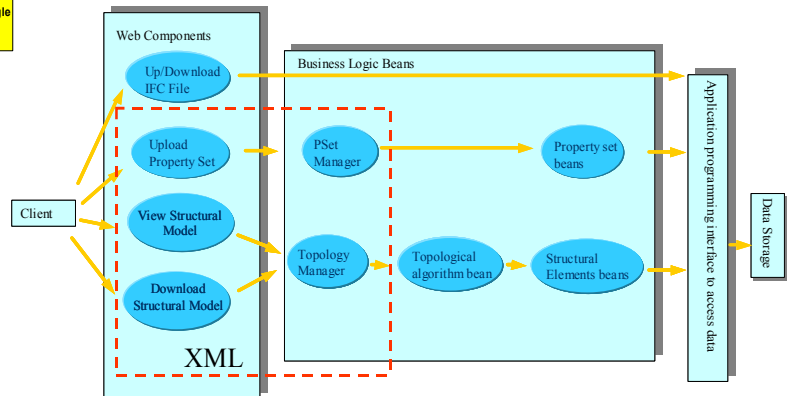 gle
Web Components
Up/Download
IFC File
Upload
Property Set
View Structural
Model
Download
Structural Model
XML
Client
Business Logic Beans
PSet
Manager
Property set
beans
Topology
Manager
Topological
algorithm bean
Structural
Elements beans
Application programming interface to access data
Data Storage